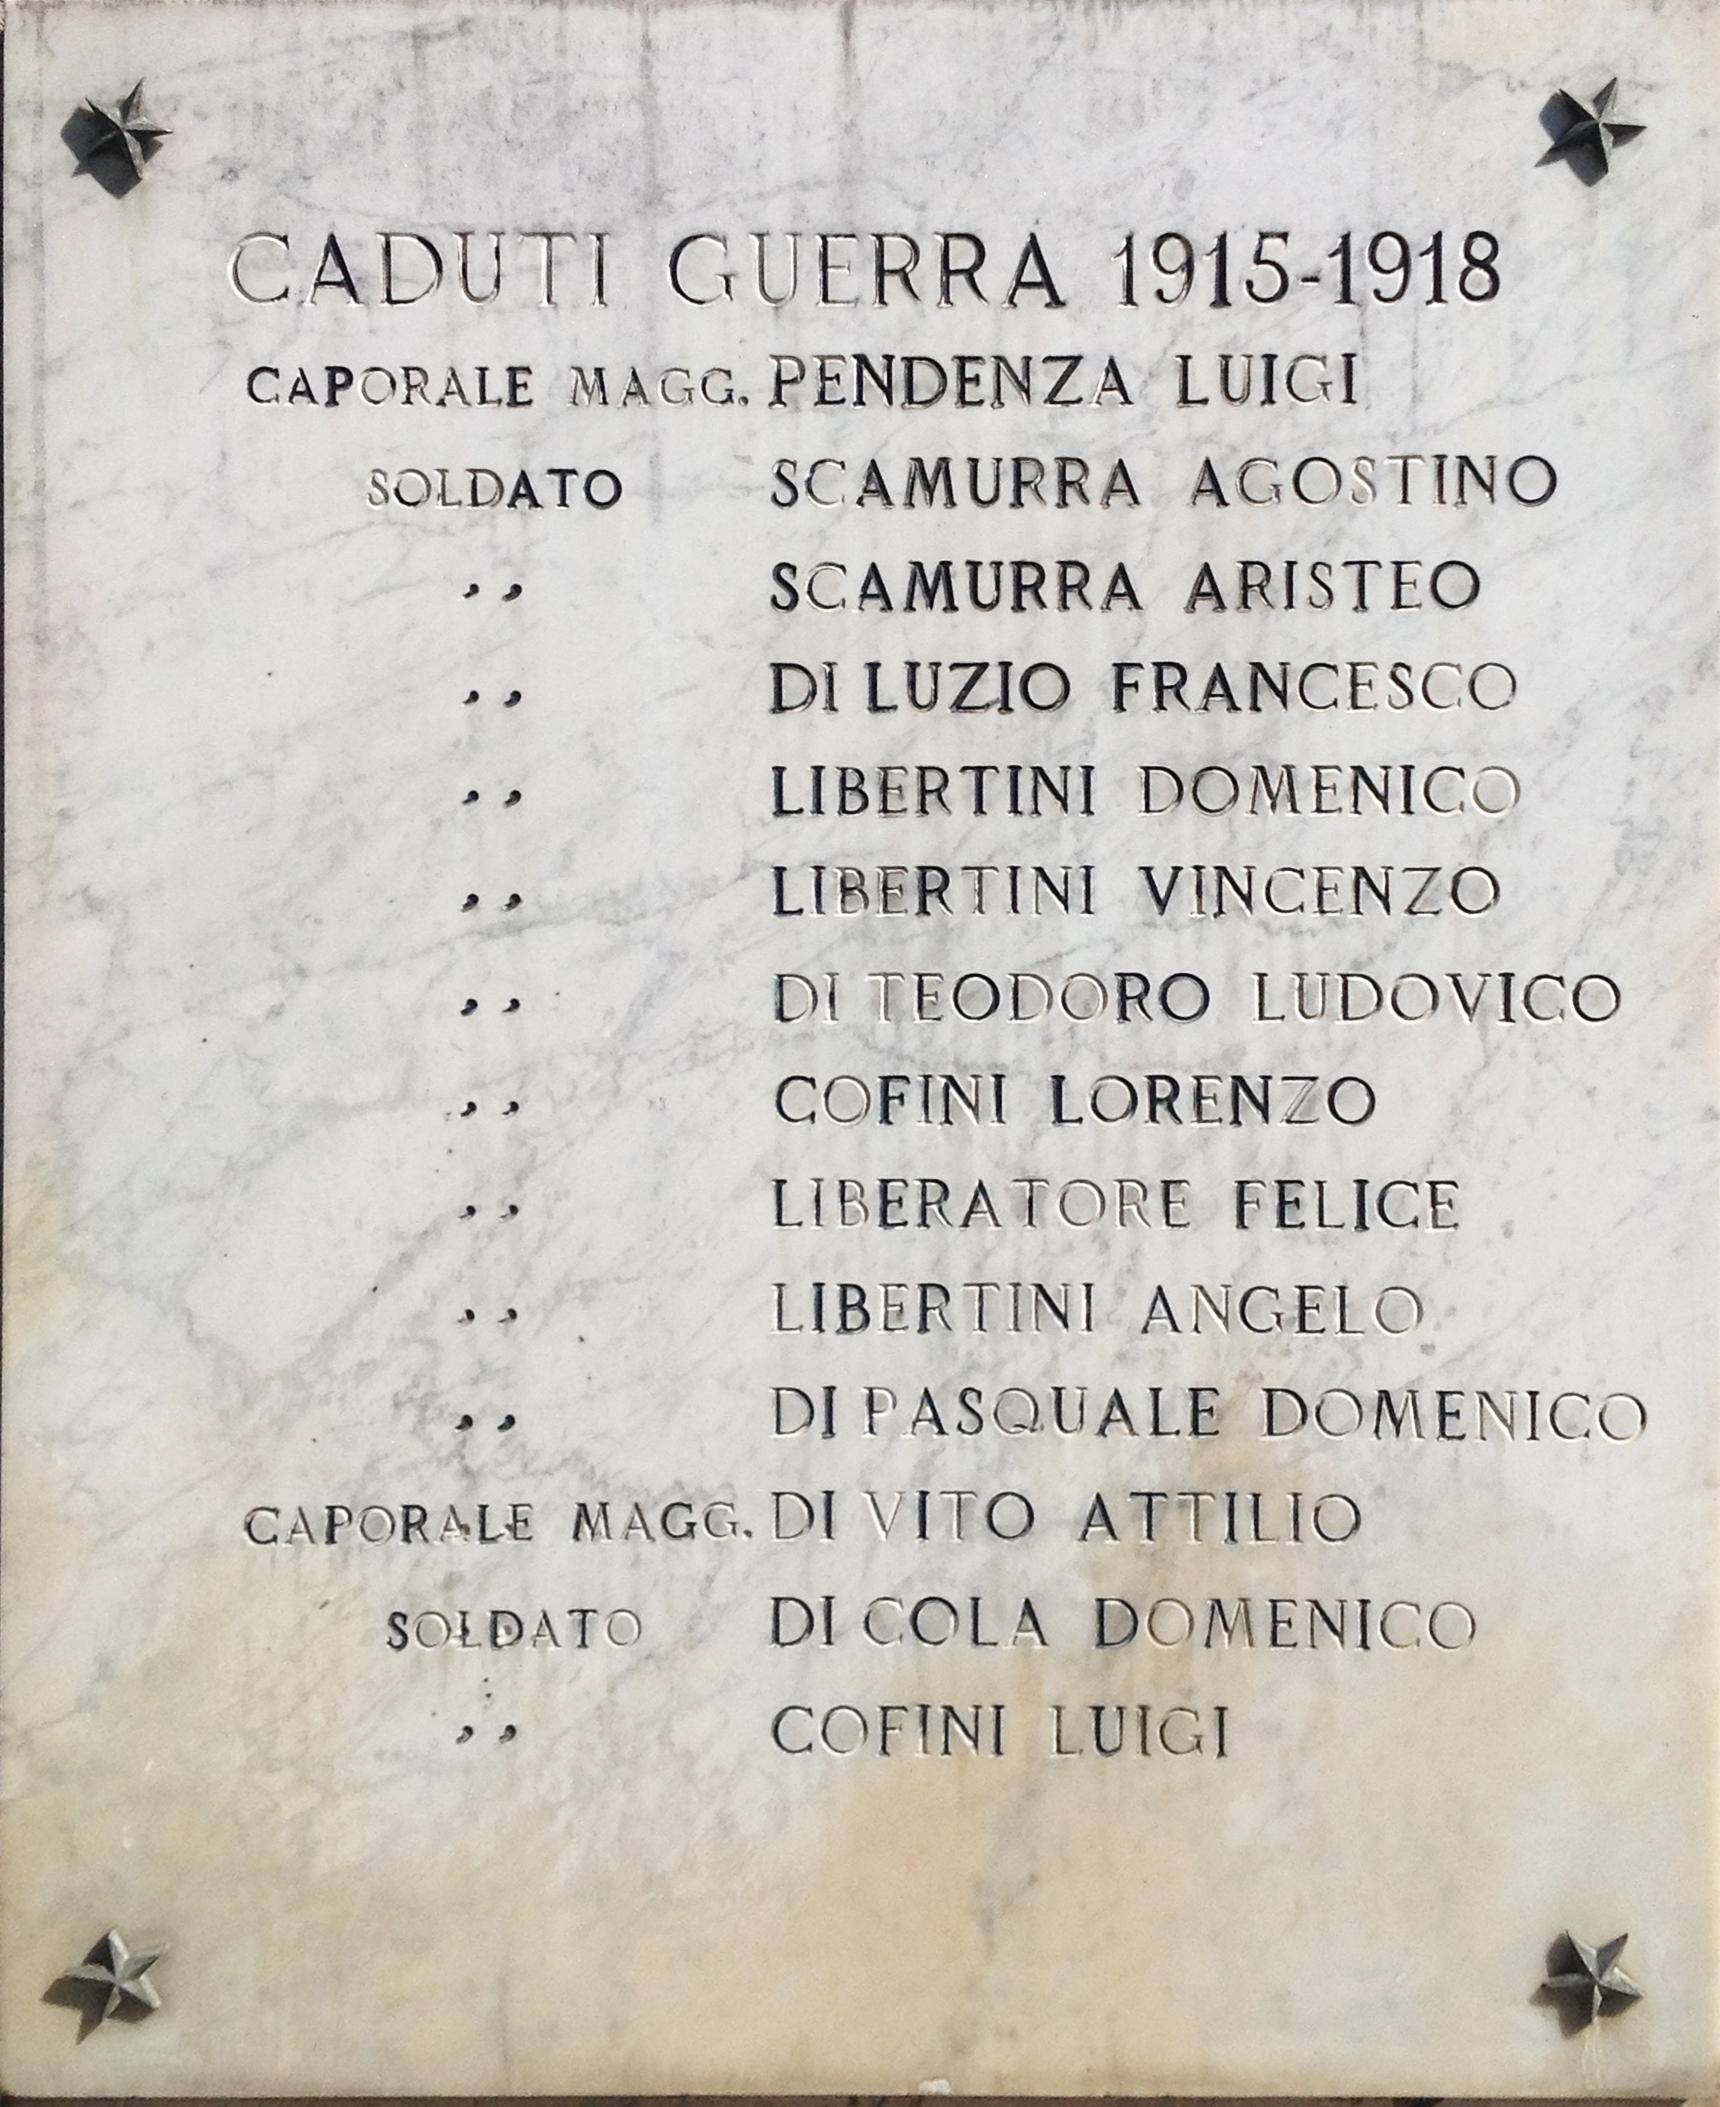 CADUTI GUERRA 1915-1918
CAPORALE MAGG. PENDENZA LUIGI
SOLDATO SCAMURRA AGOSTINO
,, SCAMURRA ARISTEO
,, DI LUZIO FRANCESCO
,, LIBERTINI DOMENICO
,, LIBERTINI VINCENZO
,, DI TEODORO LUDOVICO
,, COFINI LORENZO
,, LIBERATORE FELICE
,, LIBERTINI ANGELO
,, DI PASQUALE DOMENICO
CAPORALE MAGG. DI VITO ATTILIO
SOLDATO DI COLA DOMENICO
,, COFINI LUIGI